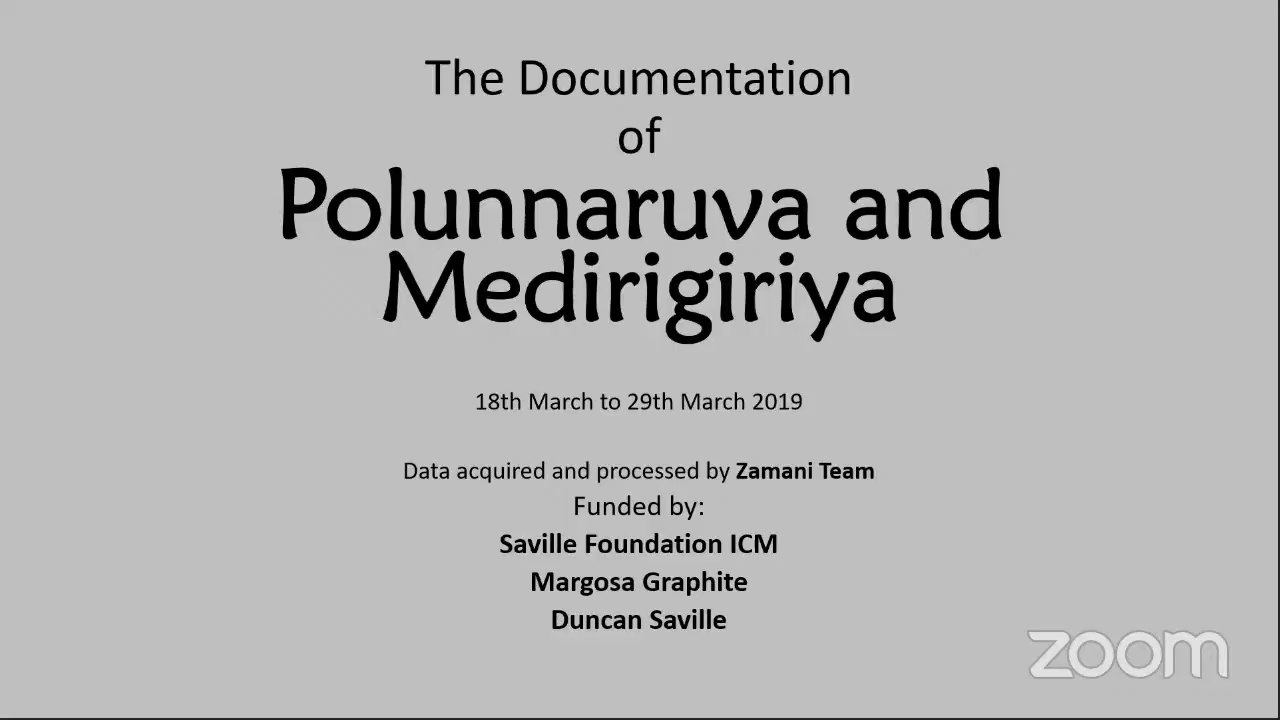 The Documentation
of
Polunnaruva and
Medirigiriya
18th March to 29th March 2019
Data acquired and processed by Zamani Team
Funded by:
Saville Foundation ICM
Margosa Graphite
Duncan Saville
zoom